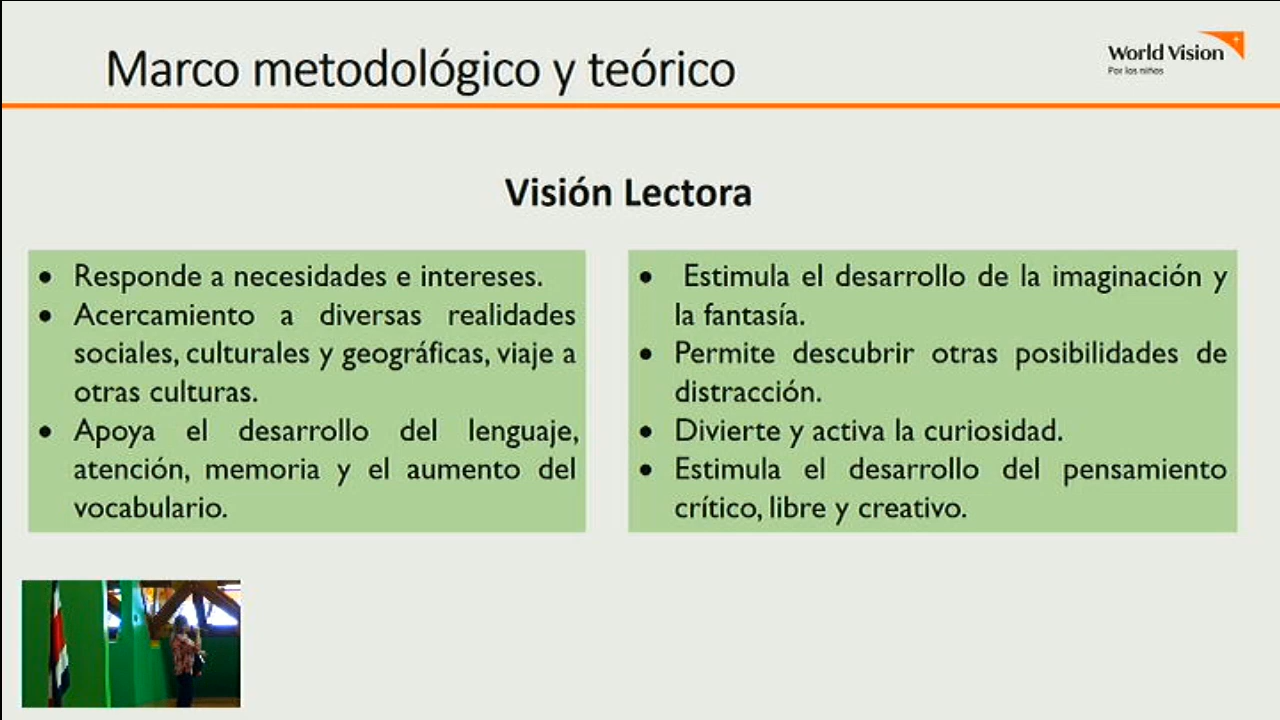 Marco metodológico y teórico
World Vision
Por los niños
Visión Lectora
• Responde a necesidades e intereses.
• Acercamiento a diversas realidades
sociales, culturales y geográficas, viaje a
otras culturas.
• Apoya el desarrollo del lenguaje,
atención, memoria y el aumento del
vocabulario.
• Estimula el desarrollo de la imaginación y
la fantasía.
• Permite descubrir otras posibilidades de
distracción.
• Divierte y activa la curiosidad.
• Estimula el desarrollo del pensamiento
crítico, libre y creativo.